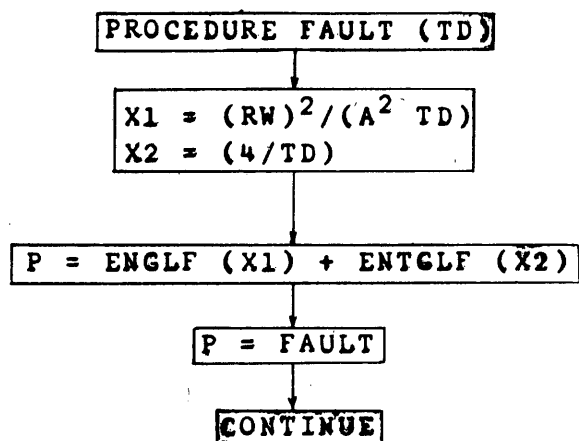 PROCEDURE FAULT (TD)
X1 = (RW)²/(A² TD)
X2 = (4/TD)
P = ENGLF (X1) + ENTGLF (X2)
P = FAULT
CONTINUE